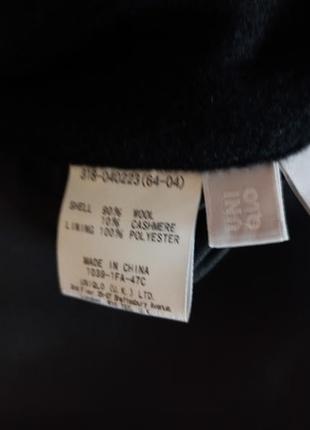 318-040223(64-04)
SHELL 90% WOOL
10% CASHMERE
LINING 100% POLYESTER
MADE IN CHINA
1039-1FA-47C
UNIQLO (U.K.) LTD.
UNI
QLO